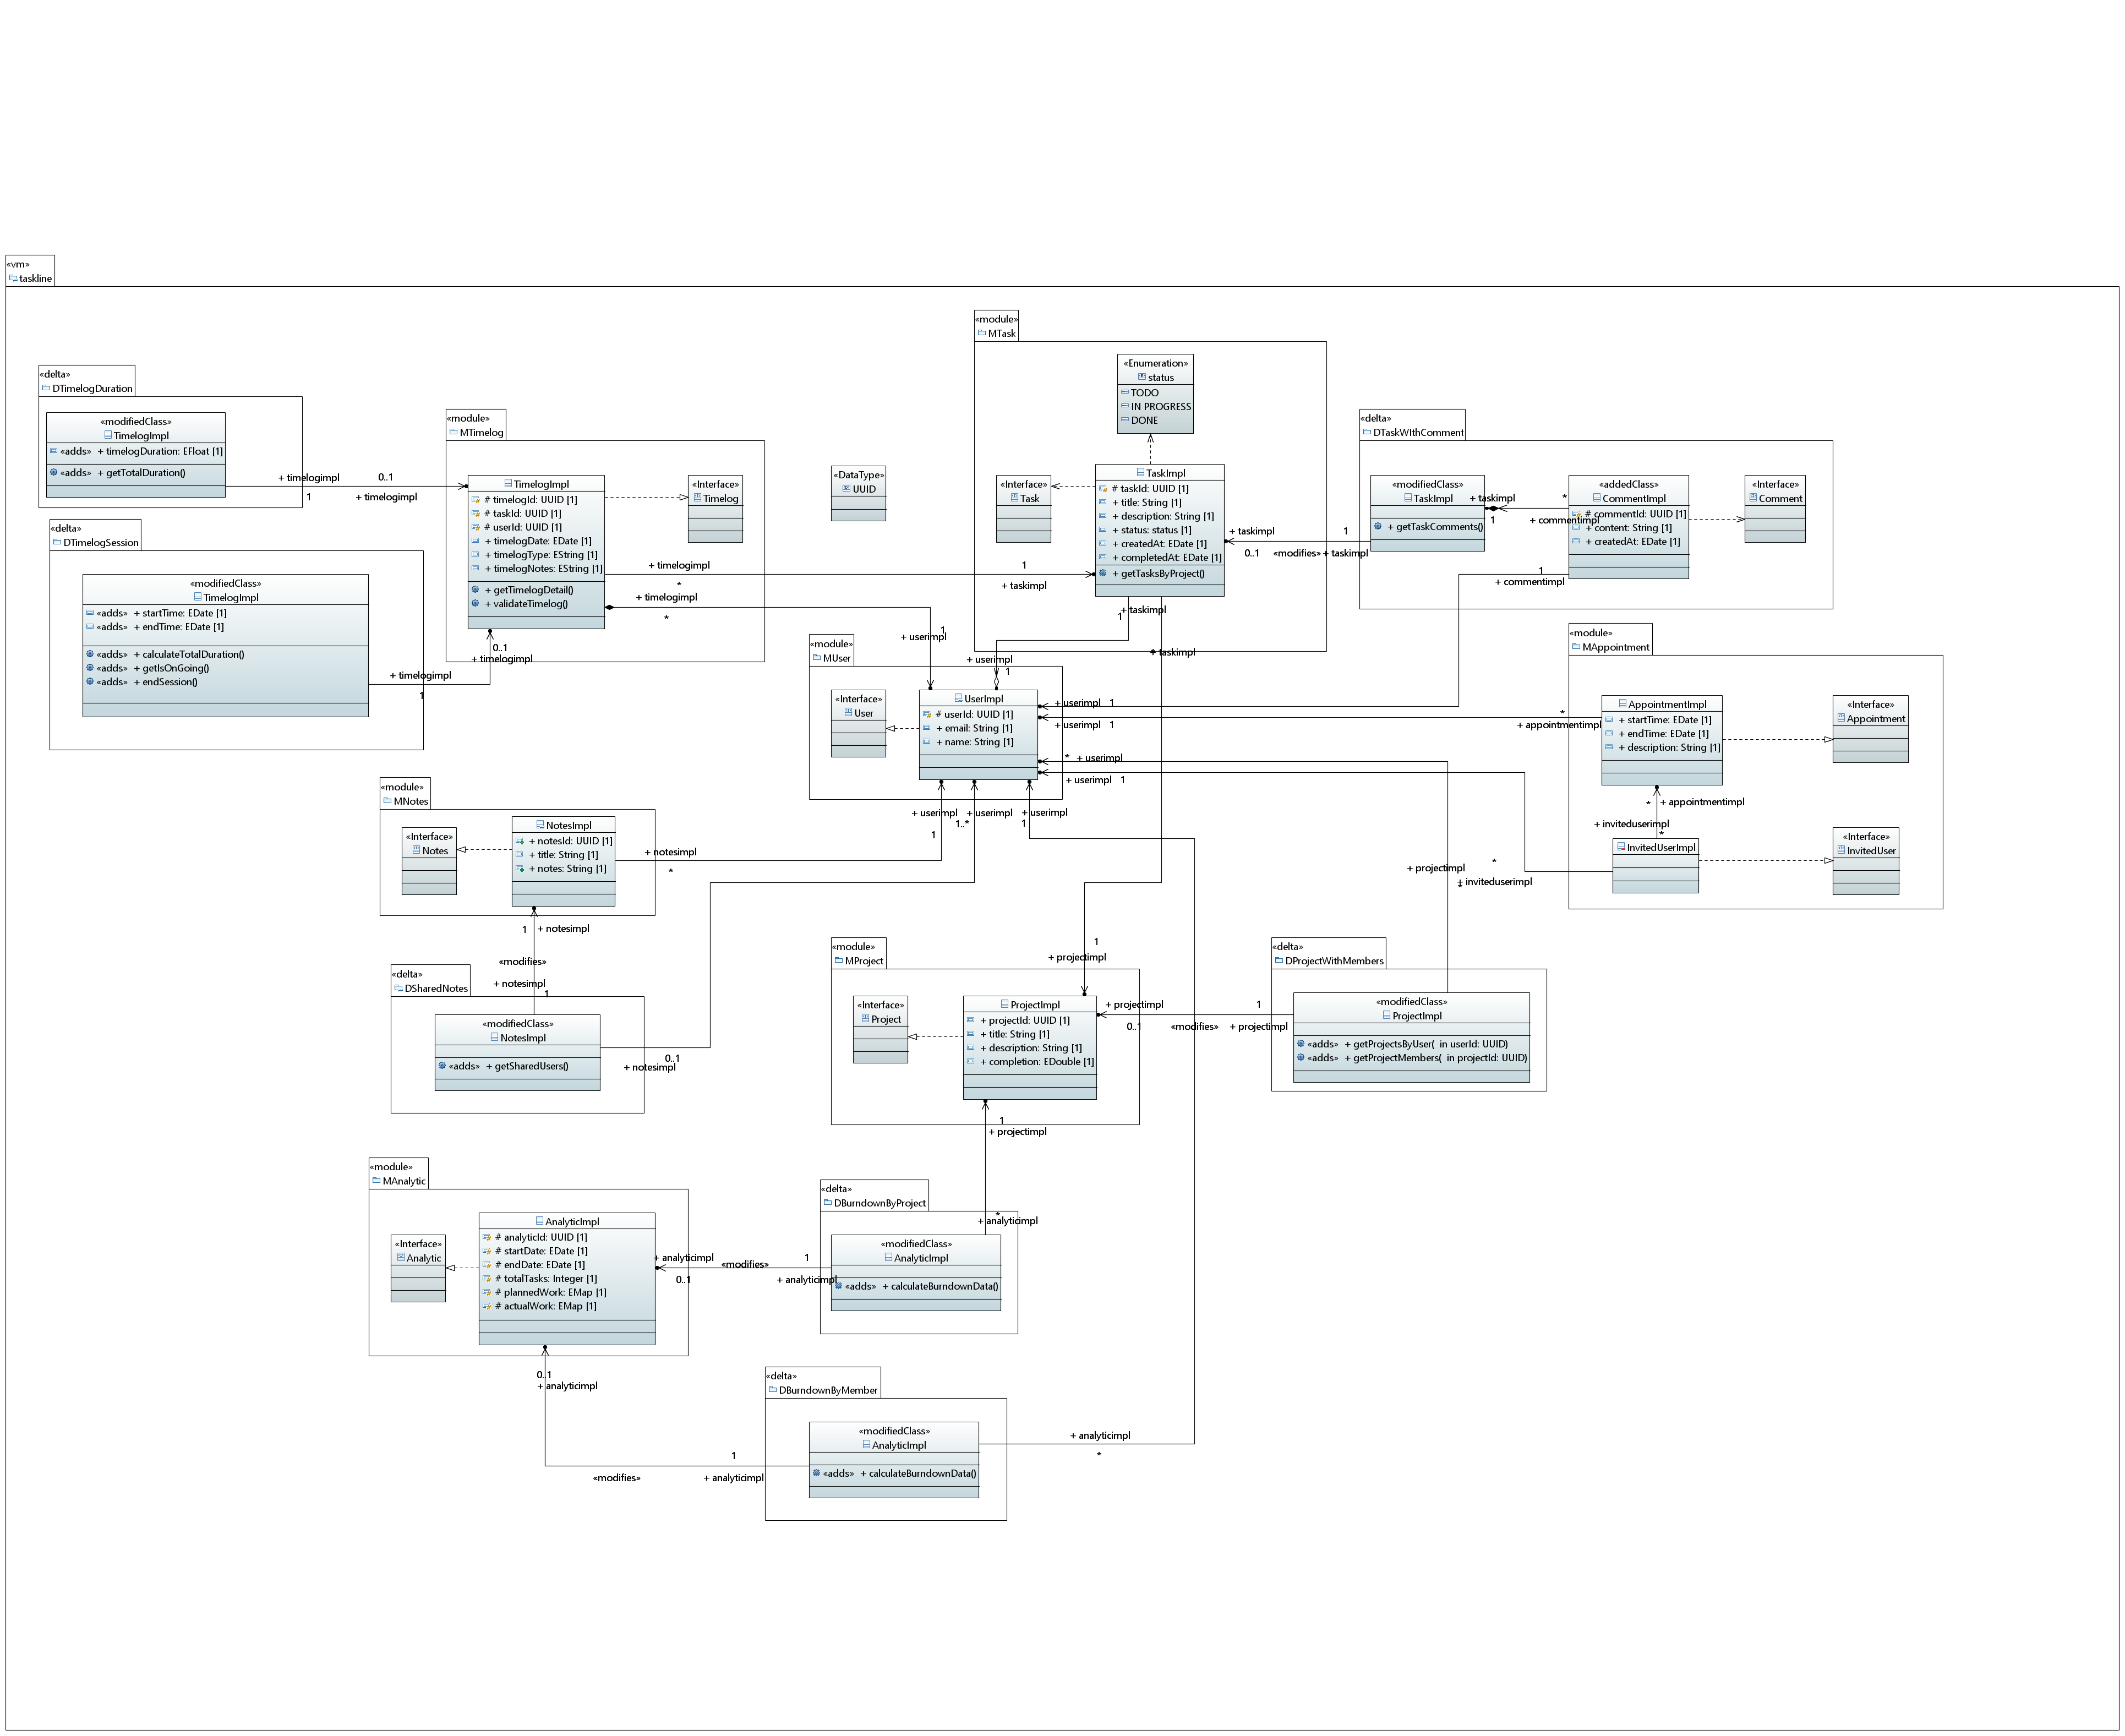 «vm»
taskline
«delta»
DTimelogDuration
«modifiedClass»
TimelogImpl
«adds» + timelogDuration: EFloat [1]
«adds» + getTotalDuration()
+ timelogimpl
0..1
1
+ timelogimpl
«delta»
DTimelogSession
«modifiedClass»
TimelogImpl
«adds» + startTime: EDate [1]
«adds» + endTime: EDate [1]
«adds» + calculateTotalDuration()
«adds» + getIsOnGoing()
«adds» + endSession()
+ timelogimpl
1
0..1
+ timelogimpl
«module»
MTimelog
TimelogImpl
# timelogId: UUID [1]
# taskId: UUID [1]
# userId: UUID [1]
+ timelogDate: EDate [1]
+ timelogType: EString [1]
+ timelogNotes: EString [1]
+ getTimelogDetail()
+ validateTimelog()
«Interface»
Timelog
+ timelogimpl
*
1
+ taskimpl
+ timelogimpl
*
1
+ userimpl
«DataType»
UUID
«module»
MTask
«Enumeration»
status
TODO
IN PROGRESS
DONE
«Interface»
Task
TaskImpl
# taskId: UUID [1]
+ title: String [1]
+ description: String [1]
+ status: status [1]
+ createdAt: EDate [1]
+ completedAt: EDate [1]
+ getTasksByProject()
+ taskimpl
1
+ userimpl
1
* taskimpl
+ taskimpl
1
0..1
«modifies» + taskimpl
«delta»
DTaskWIthComment
«modifiedClass»
TaskImpl
+ getTaskComments()
+ taskimpl
*
1
+ commentimpl
«addedClass»
CommentImpl
# commentId: UUID [1]
+ content: String [1]
+ createdAt: EDate [1]
«Interface»
Comment
1
+ commentimpl
«module»
MUser
«Interface»
User
UserImpl
# userId: UUID [1]
+ email: String [1]
+ name: String [1]
+ userimpl 1
+ userimpl 1
* + userimpl
+ userimpl 1
+ userimpl
1
+ userimpl
1..*
+ userimpl
1
«module»
MAppointment
AppointmentImpl
+ startTime: EDate [1]
+ endTime: EDate [1]
+ description: String [1]
«Interface»
Appointment
*
+ appointmentimpl
* + appointmentimpl
+ inviteduserimpl
*
InvitedUserImpl
«Interface»
InvitedUser
*
+ inviteduserimpl
+ projectimpl
*
«module»
MNotes
«Interface»
Notes
NotesImpl
+ notesId: UUID [1]
+ title: String [1]
+ notes: String [1]
+ notesimpl
*
1 + notesimpl
«modifies»
+ notesimpl
1
«delta»
DSharedNotes
«modifiedClass»
NotesImpl
«adds» + getSharedUsers()
0..1
+ notesimpl
«module»
MProject
«Interface»
Project
ProjectImpl
+ projectId: UUID [1]
+ title: String [1]
+ description: String [1]
+ completion: EDouble [1]
1
+ projectimpl
+ projectimpl
1
0..1
«modifies» + projectimpl
1
+ projectimpl
«delta»
DProjectWithMembers
«modifiedClass»
ProjectImpl
«adds» + getProjectsByUser( in userId: UUID)
«adds» + getProjectMembers( in projectId: UUID)
«module»
MAnalytic
«Interface»
Analytic
AnalyticImpl
# analyticId: UUID [1]
# startDate: EDate [1]
# endDate: EDate [1]
# totalTasks: Integer [1]
# plannedWork: EMap [1]
# actualWork: EMap [1]
+ analyticimpl
0..1
«modifies»
1
+ analyticimpl
«delta»
DBurndownByProject
*
+ analyticimpl
«modifiedClass»
AnalyticImpl
«adds» + calculateBurndownData()
0..1
+ analyticimpl
«modifies»
1
+ analyticimpl
«delta»
DBurndownByMember
«modifiedClass»
AnalyticImpl
«adds» + calculateBurndownData()
+ analyticimpl
*